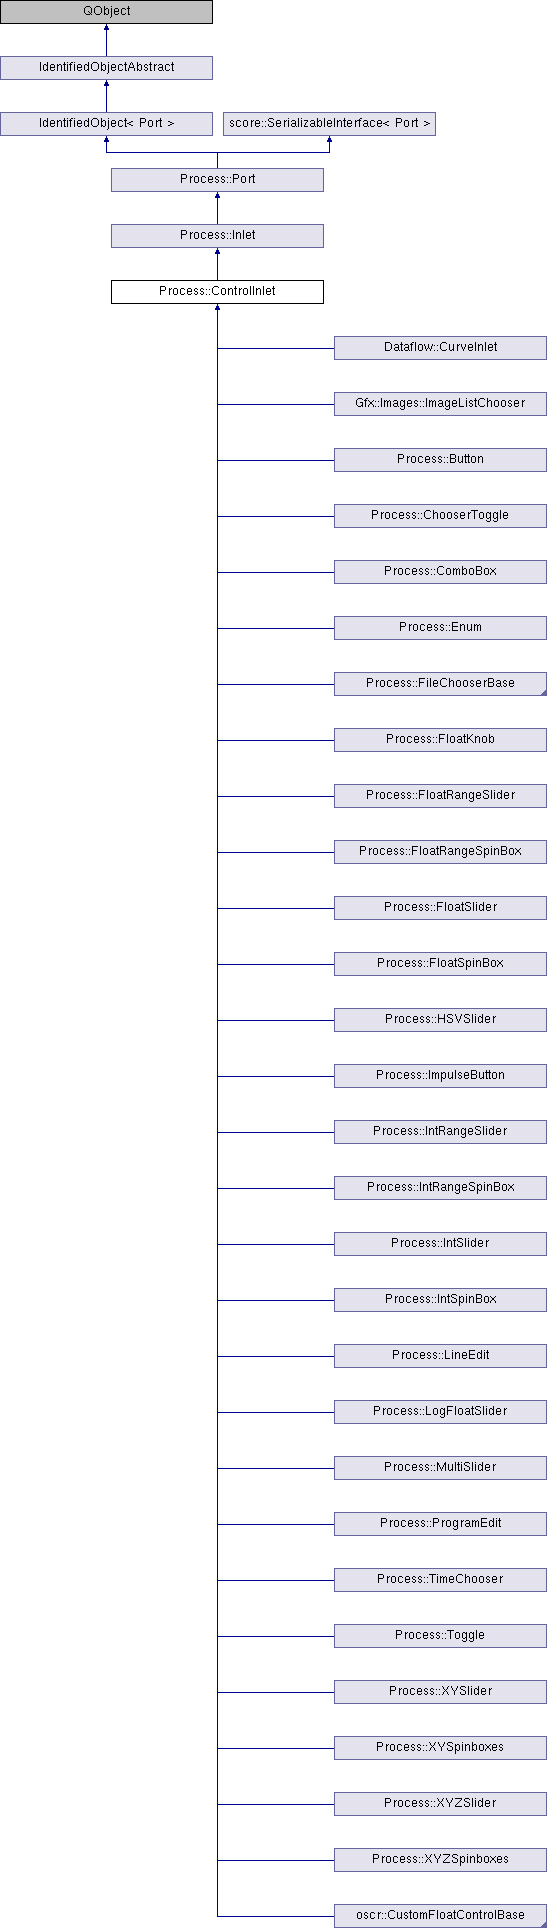 QObject
IdentifiedObjectAbstract
IdentifiedObject< Port >
score::SerializableInterface< Port >
Process::Port
Process::Inlet
Process::ControlInlet
Dataflow::CurveInlet
Gfx::Images::ImageListChooser
Process::Button
Process::ChooserToggle
Process::ComboBox
Process::Enum
Process::FileChooserBase
Process::FloatKnob
Process::FloatRangeSlider
Process::FloatRangeSpinBox
Process::FloatSlider
Process::FloatSpinBox
Process::HSVSlider
Process::ImpulseButton
Process::IntRangeSlider
Process::IntRangeSpinBox
Process::IntSlider
Process::IntSpinBox
Process::LineEdit
Process::LogFloatSlider
Process::MultiSlider
Process::ProgramEdit
Process::TimeChooser
Process::Toggle
Process::XYSlider
Process::XYSpinboxes
Process::XYZSlider
Process::XYZSpinboxes
oscr::CustomFloatControlBase